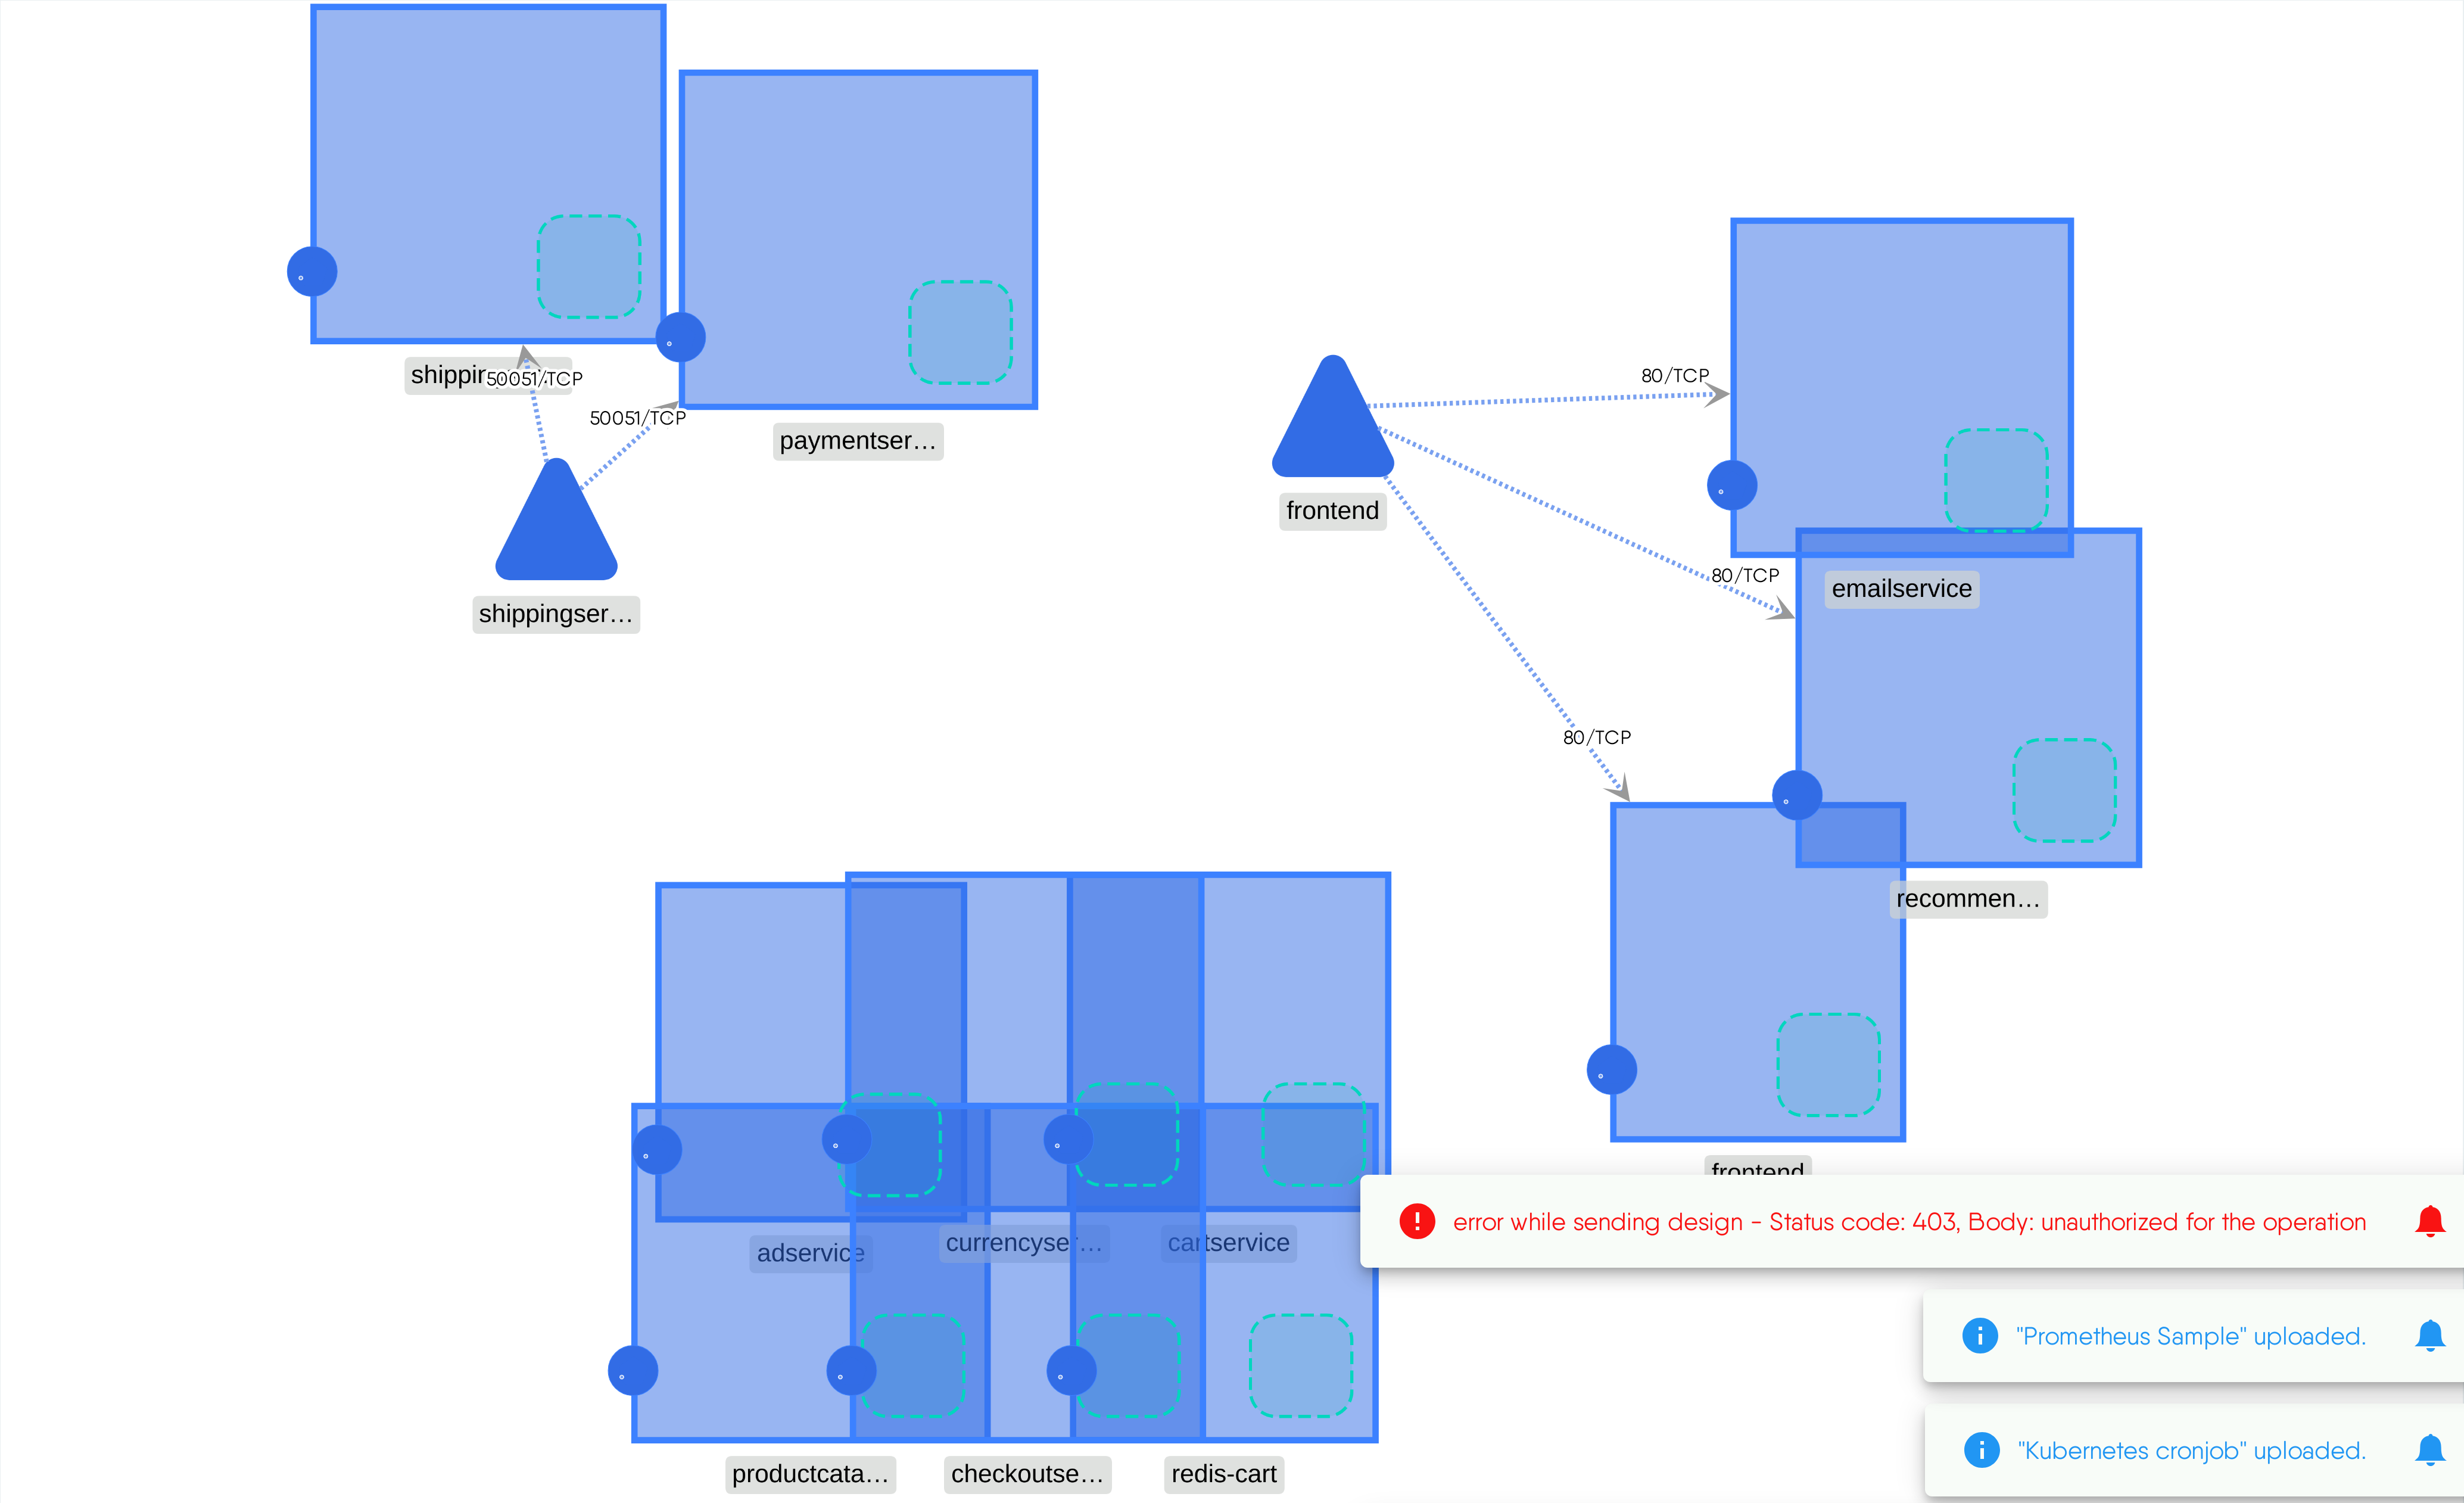 50051/TCP
50051/TCP
paymentser...
shippingser...
80/TCP
frontend
80/TCP
emailservice
80/TCP
recommen...
frontend
adservice
currencyser...
cartservice
error while sending design - Status code: 403, Body: unauthorized for the operation
"Prometheus Sample" uploaded.
"Kubernetes cronjob" uploaded.
productcata...
checkoutse...
redis-cart